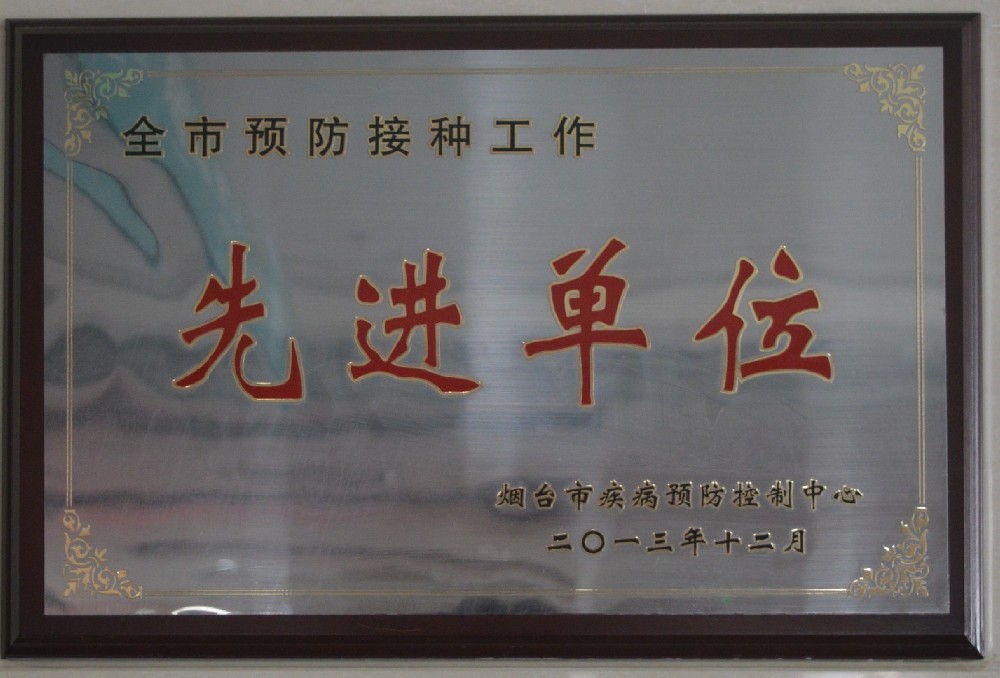 全市预防接种工作
先进单位
烟台市疾病预防控制中心
二〇一三年十二月